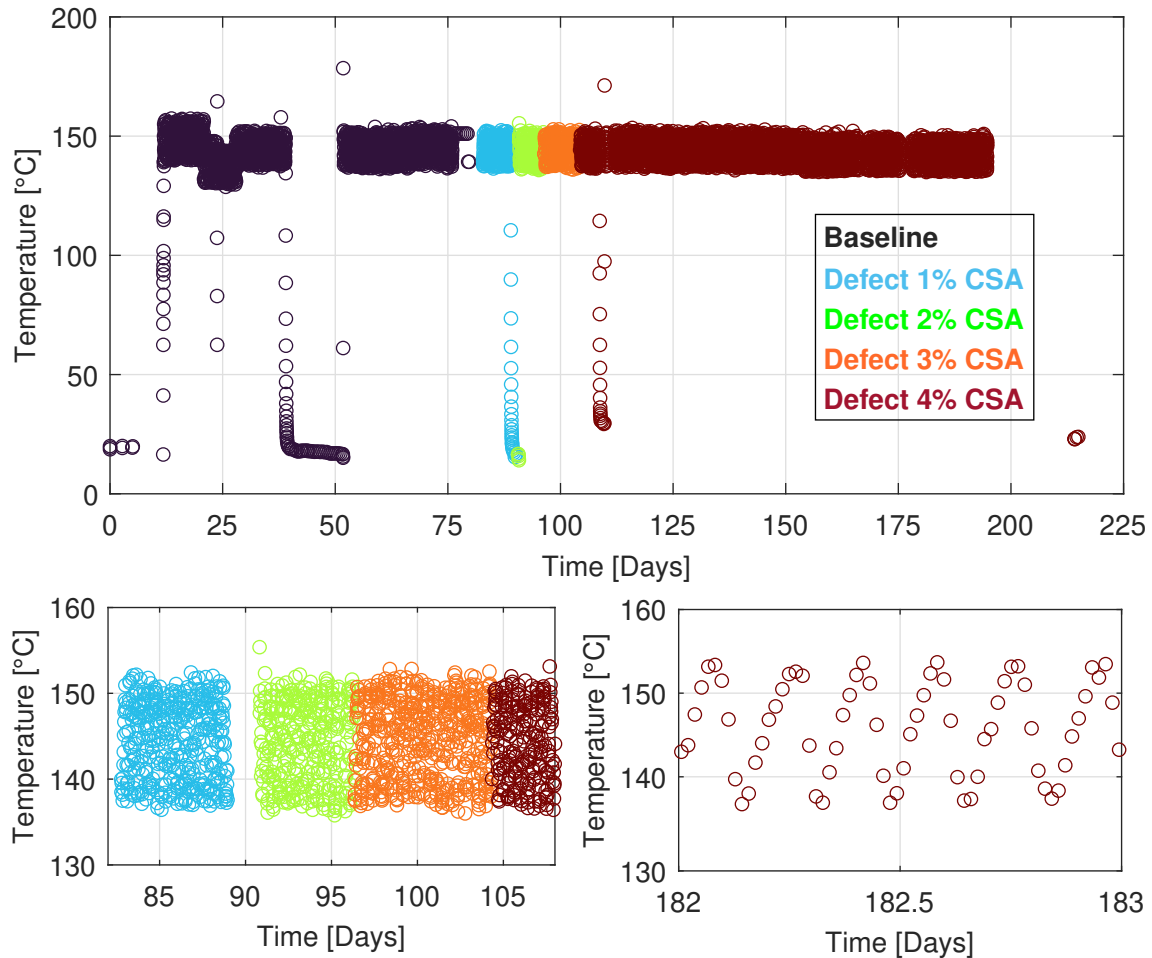 200
150
100
50
0
Temperature [°C]
0 25 50 75 100 125 150 175 200 225
Time [Days]
Baseline
Defect 1% CSA
Defect 2% CSA
Defect 3% CSA
Defect 4% CSA
160
150
140
130
Temperature [°C]
85 90 95 100 105
Time [Days]
160
150
140
130
Temperature [°C]
182 182.5 183
Time [Days]